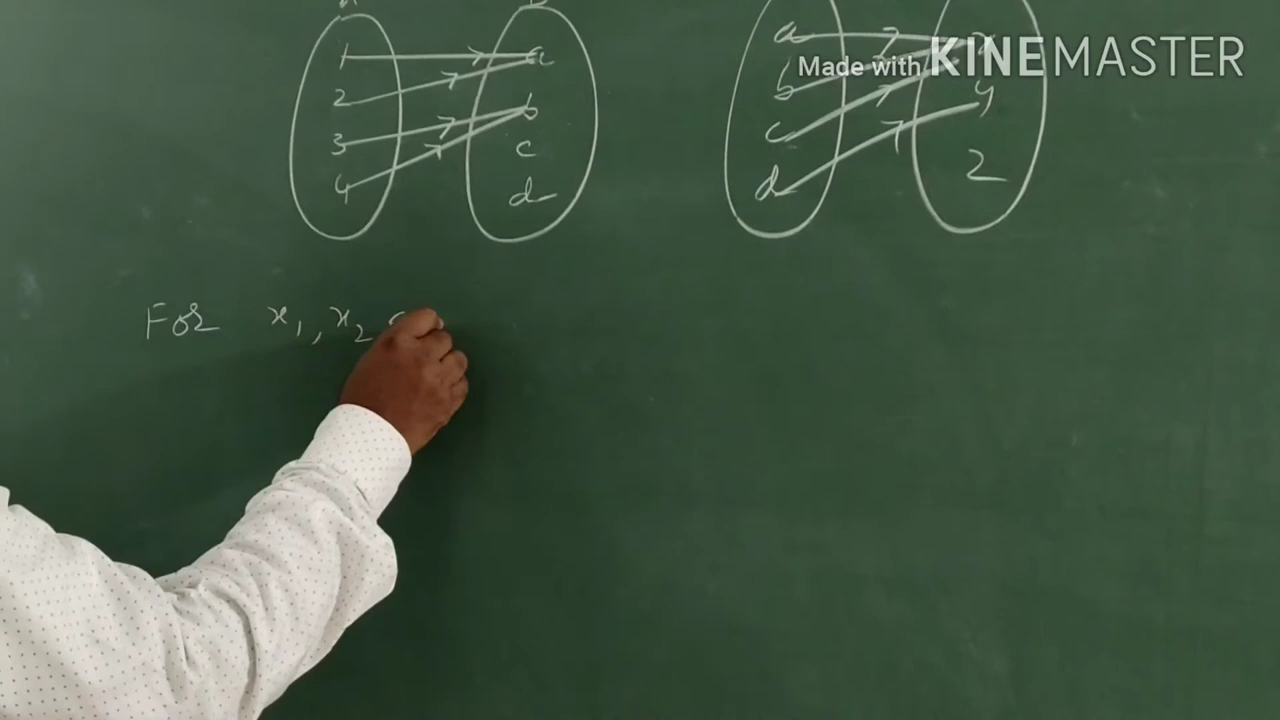 1 a a x
2 b b y
3 c c z
4 d d
For x₁, x₂
Made with KINEMASTER